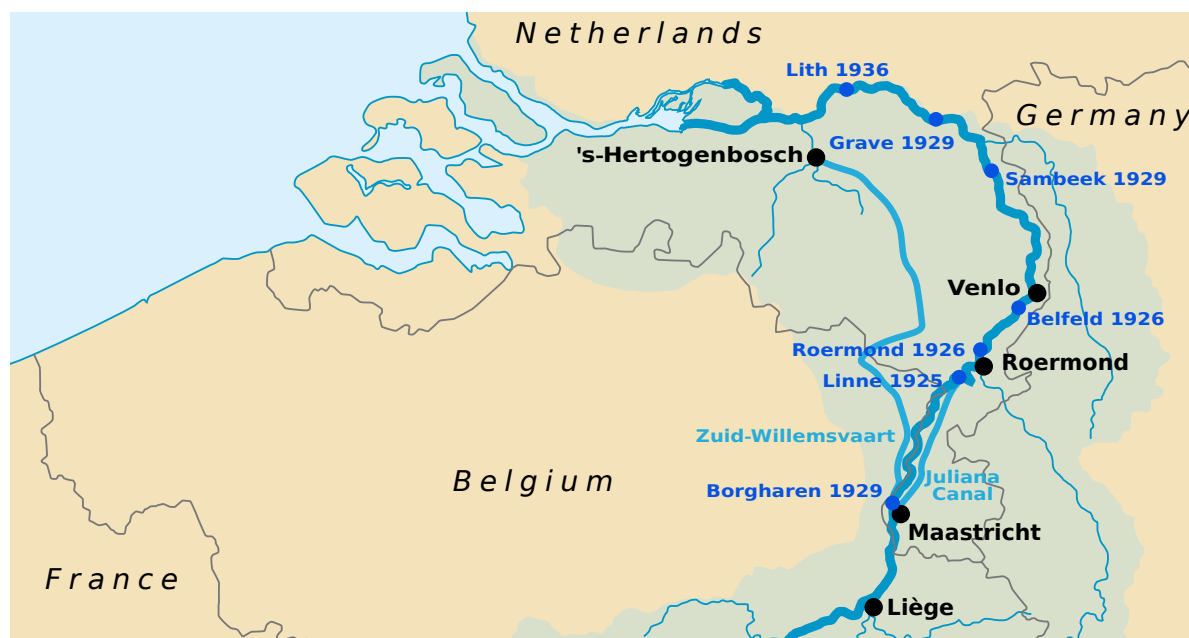 Netherlands
Lith 1936
Germany
Grave 1929
's-Hertogenbosch
Sambeek 1929
Venlo
Belfeld 1926
Roermond 1926
Roermond
Linne 1925
Zuid-Willemsvaart
Belgium
Juliana
Canal
Borgharen 1929
Maastricht
France
Liège